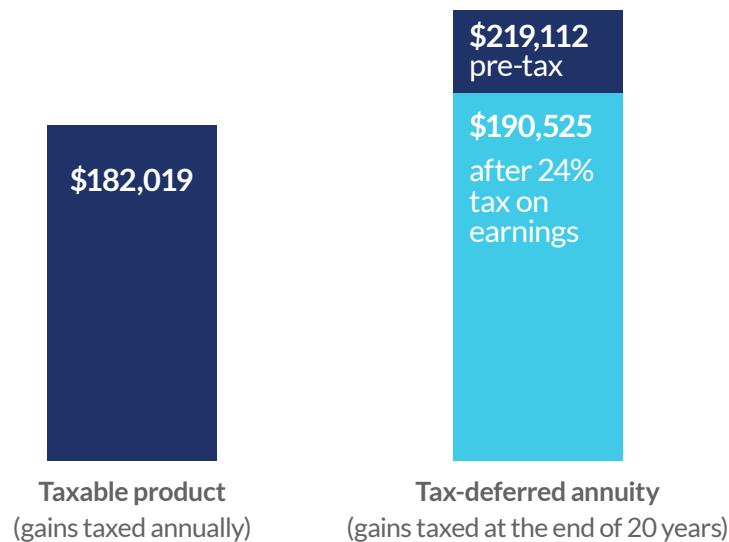 $182,019
Taxable product
(gains taxed annually)
$219,112
pre-tax
$190,525
after 24%
tax on
earnings
Tax-deferred annuity
(gains taxed at the end of 20 years)